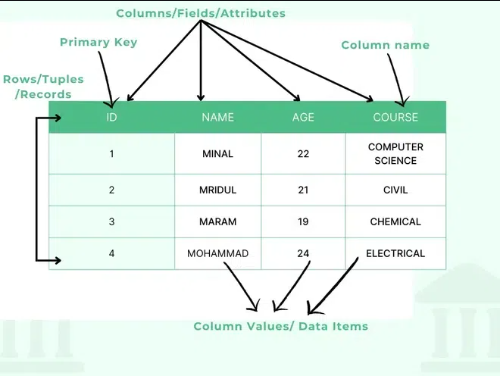 Columns/Fields/Attributes
Primary Key
Column name
Rows/Tuples
/Records
ID NAME AGE COURSE
1 MINAL 22 COMPUTER
SCIENCE
2 MRIDUL 21 CIVIL
3 MARAM 19 CHEMICAL
4 MOHAMMAD 24 ELECTRICAL
Column Values/ Data Items